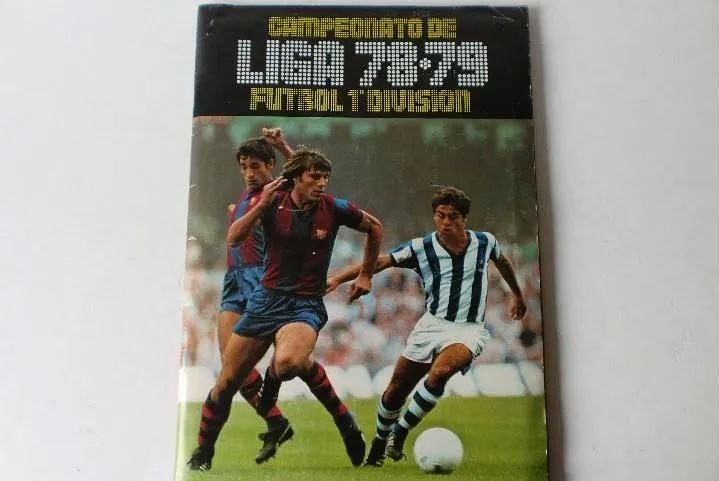 CAMPEONATO DE
LIGA 78·79
FUTBOL 1ª DIVISION